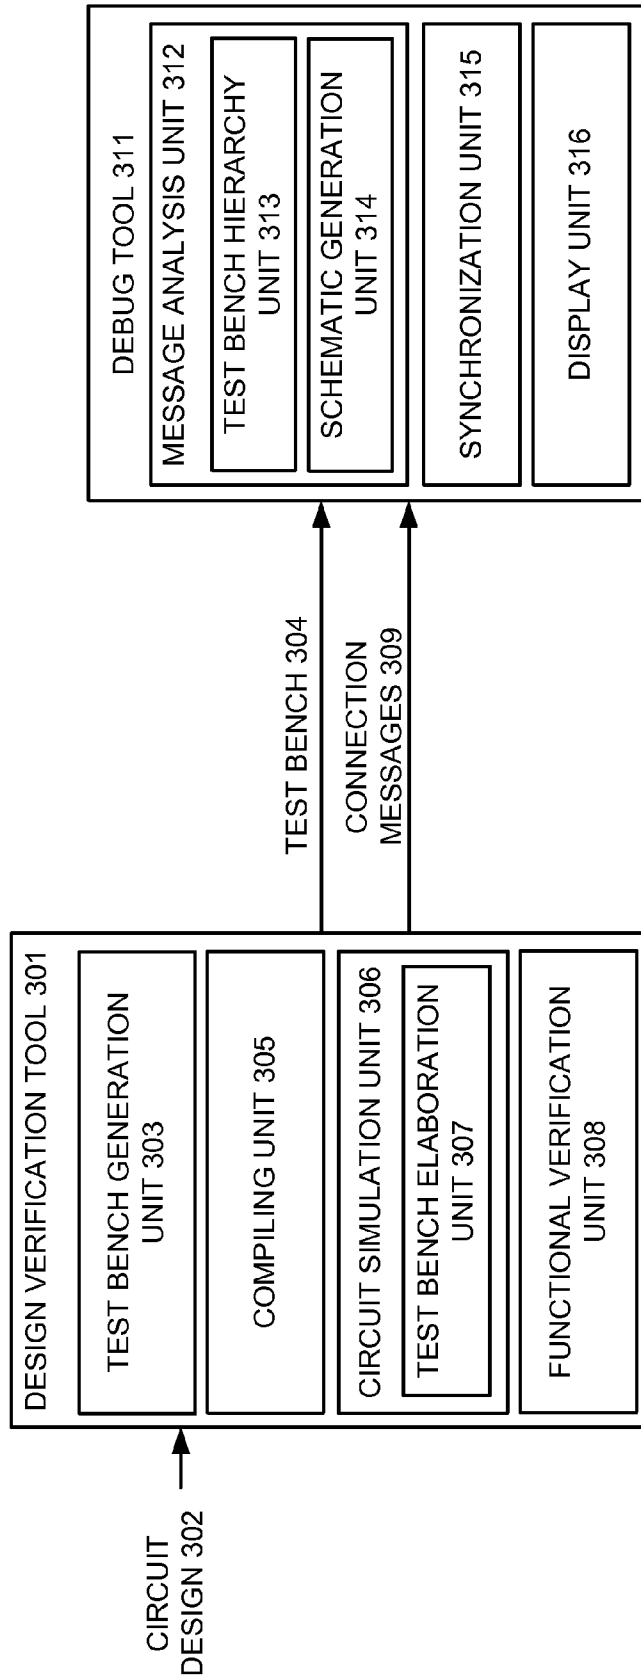 CIRCUIT
DESIGN 302
DESIGN VERIFICATION TOOL 301
TEST BENCH GENERATION
UNIT 303
COMPILING UNIT 305
CIRCUIT SIMULATION UNIT 306
TEST BENCH ELABORATION
UNIT 307
FUNCTIONAL VERIFICATION
UNIT 308
TEST BENCH 304
CONNECTION
MESSAGES 309
DEBUG TOOL 311
MESSAGE ANALYSIS UNIT 312
TEST BENCH HIERARCHY
UNIT 313
SCHEMATIC GENERATION
UNIT 314
SYNCHRONIZATION UNIT 315
DISPLAY UNIT 316